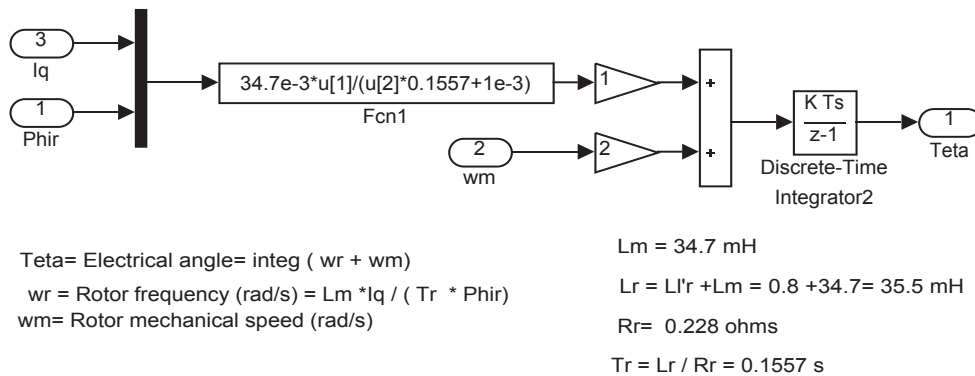 3
Iq
1
Phir
34.7e-3*u[1]/(u[2]*0.1557+1e-3)
Fcn1
1
2
wm
2
+
+
K Ts
z-1
Discrete-Time
Integrator2
1
Teta
Teta= Electrical angle= integ ( wr + wm)
wr = Rotor frequency (rad/s) = Lm *Iq / ( Tr * Phir)
wm= Rotor mechanical speed (rad/s)
Lm = 34.7 mH
Lr = Ll'r +Lm = 0.8 +34.7= 35.5 mH
Rr= 0.228 ohms
Tr = Lr / Rr = 0.1557 s